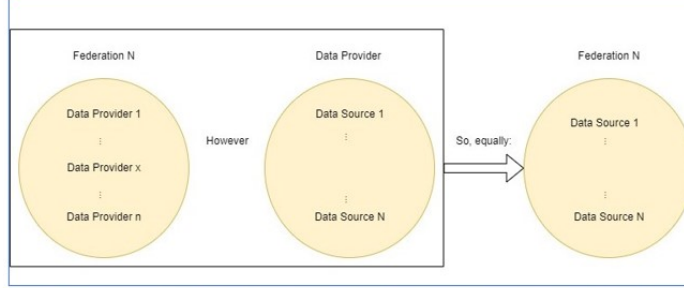 Federation N
Data Provider
Federation N
Data Provider 1
⋮
Data Provider x
⋮
Data Provider n
However
Data Source 1
⋮
⋮
Data Source N
So, equally:
Data Source 1
⋮
⋮
Data Source N